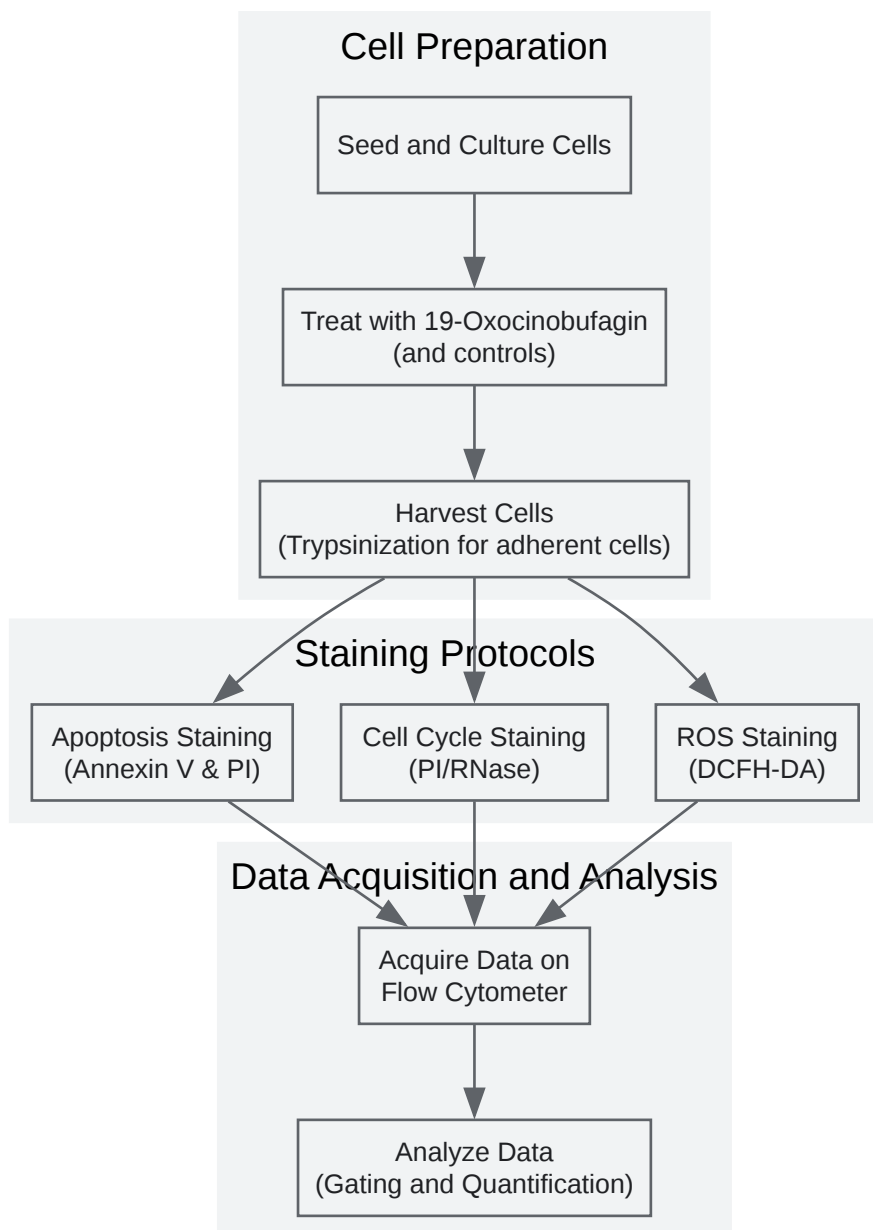 Cell Preparation
Seed and Culture Cells
Treat with 19-Oxocinobufagin
(and controls)
Harvest Cells
(Trypsinization for adherent cells)
Staining Protocols
Apoptosis Staining
(Annexin V & PI)
Cell Cycle Staining
(PI/RNase)
ROS Staining
(DCFH-DA)
Data Acquisition and Analysis
Acquire Data on
Flow Cytometer
Analyze Data
(Gating and Quantification)